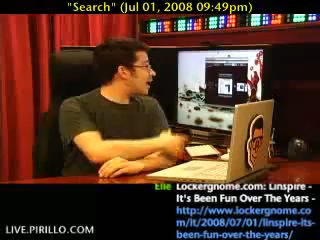 "Search" (Jul 01, 2008 09:49pm)
Elle Lockergnome.com: Linspire -
It's Been Fun Over The Years -
http://www.lockergnome.co
m/it/2008/07/01/linspire-its-
been-fun-over-the-years/
LIVE.PIRILLO.COM